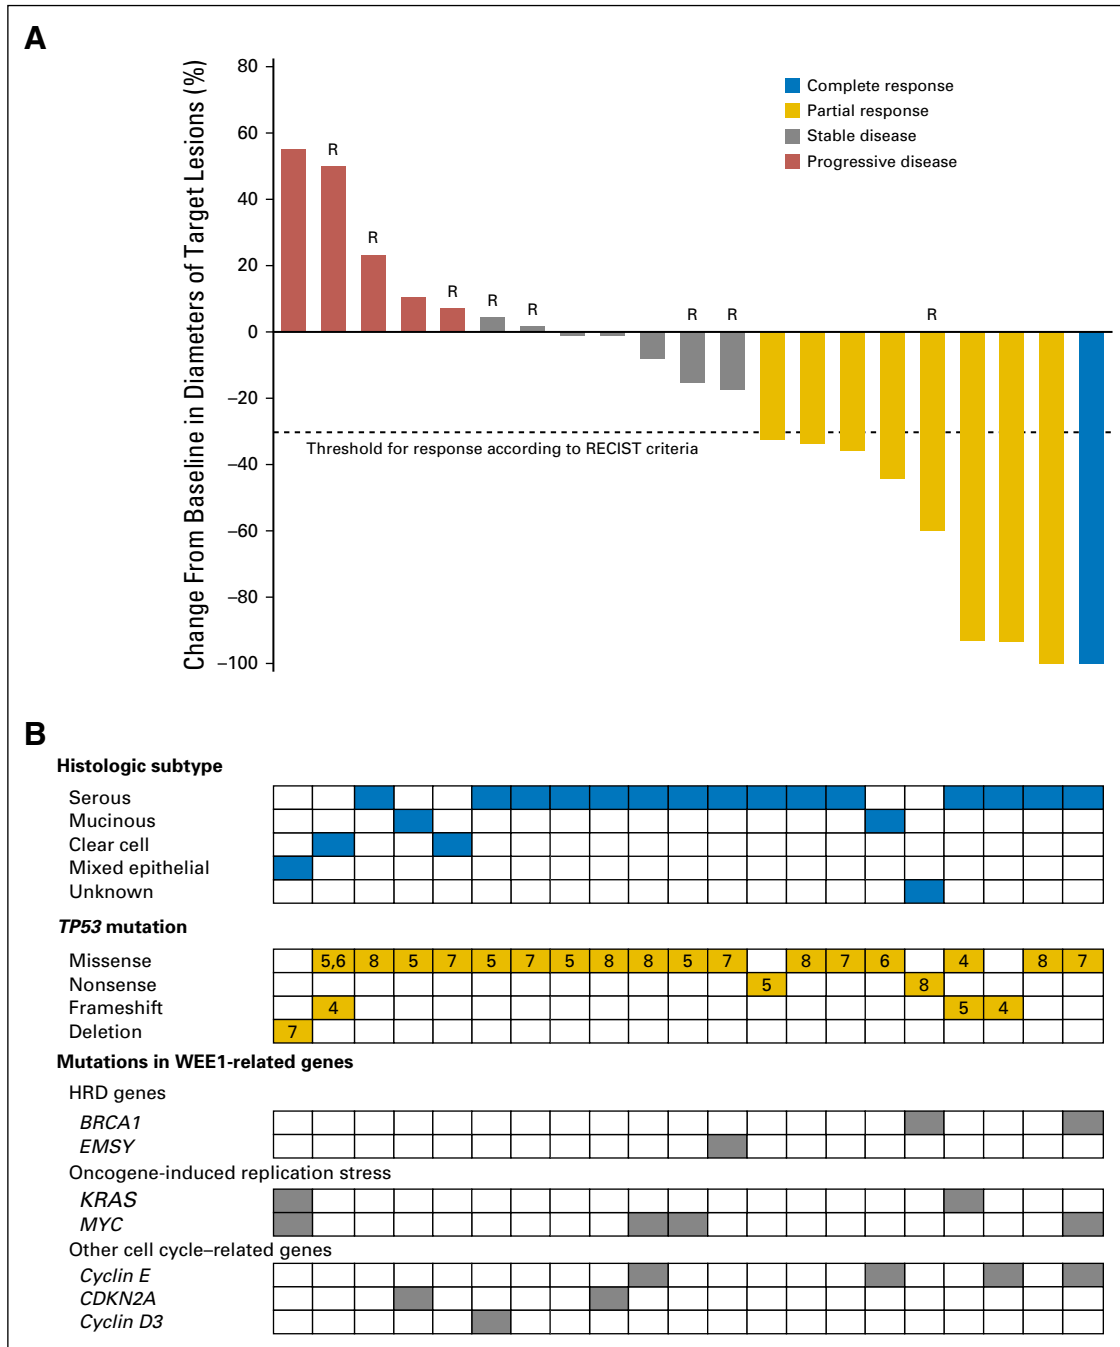 A
Change From Baseline in Diameters of Target Lesions (%)
80
60
40
20
0
–20
–40
–60
–80
–100
Complete response
Partial response
Stable disease
Progressive disease
R
R
R
R
R
R
R
R
Threshold for response according to RECIST criteria
B
Histologic subtype
Serous
Mucinous
Clear cell
Mixed epithelial
Unknown
TP53 mutation
Missense 5,6 8 5 7 5 7 5 8 8 5 7 8 7 6 4 8 7
Nonsense 5 8
Frameshift 4 5 4
Deletion 7
Mutations in WEE1-related genes
HRD genes
BRCA1
EMSY
Oncogene-induced replication stress
KRAS
MYC
Other cell cycle–related genes
Cyclin E
CDKN2A
Cyclin D3